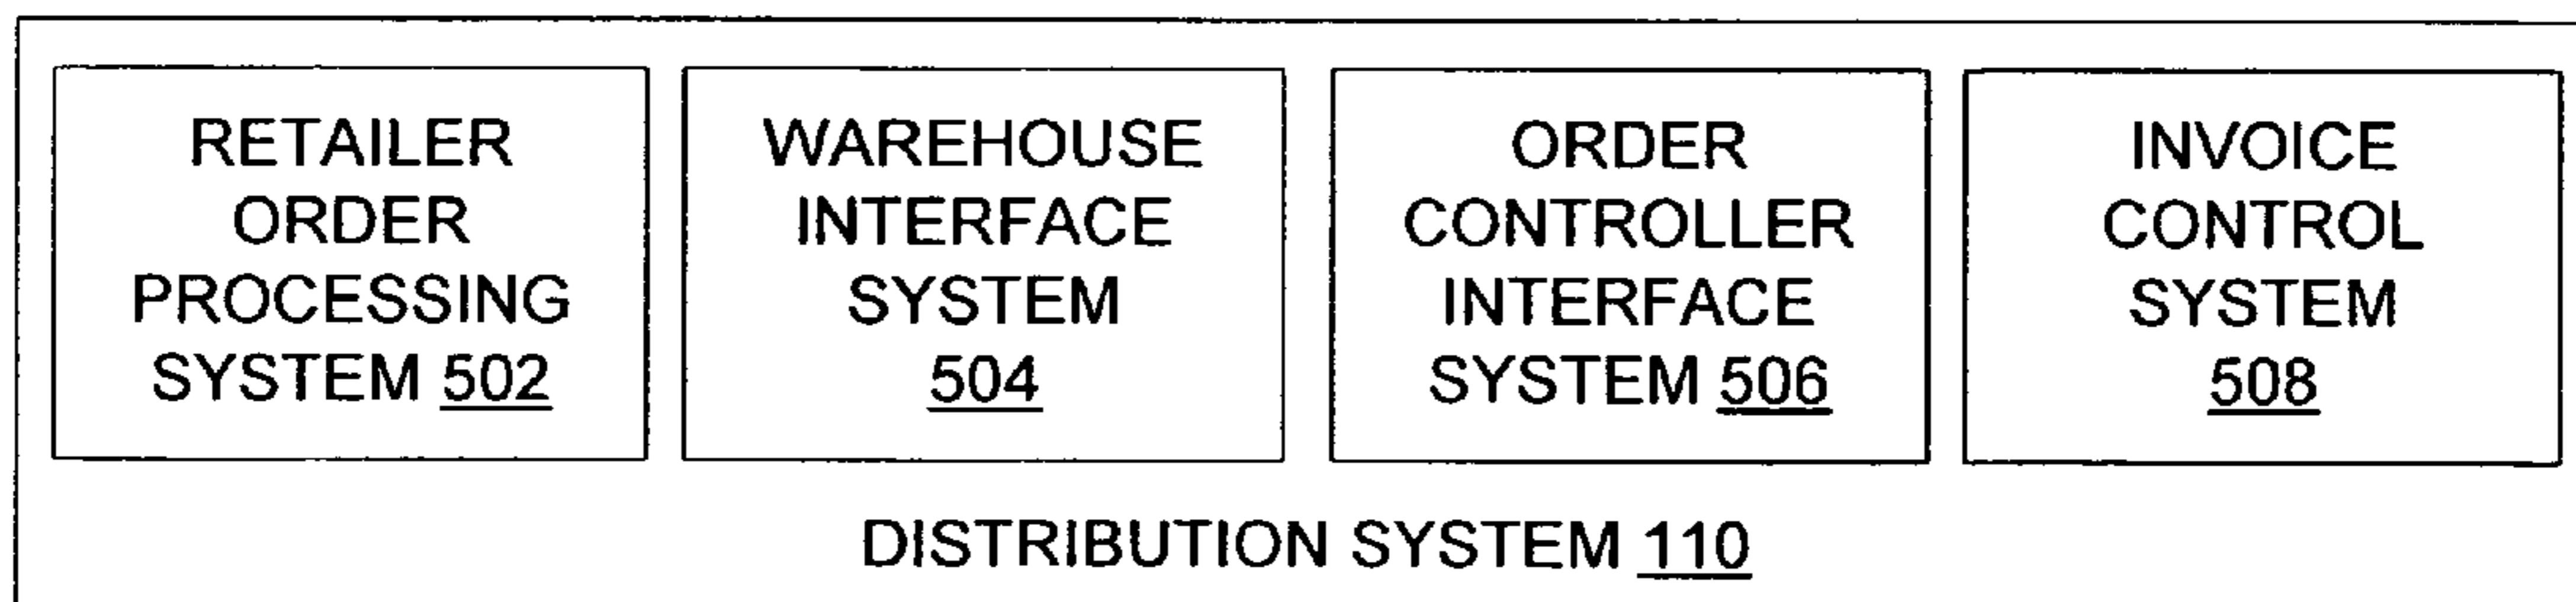 RETAILER
ORDER
PROCESSING
SYSTEM 502
WAREHOUSE
INTERFACE
SYSTEM
504
ORDER
CONTROLLER
INTERFACE
SYSTEM 506
INVOICE
CONTROL
SYSTEM
508
DISTRIBUTION SYSTEM 110